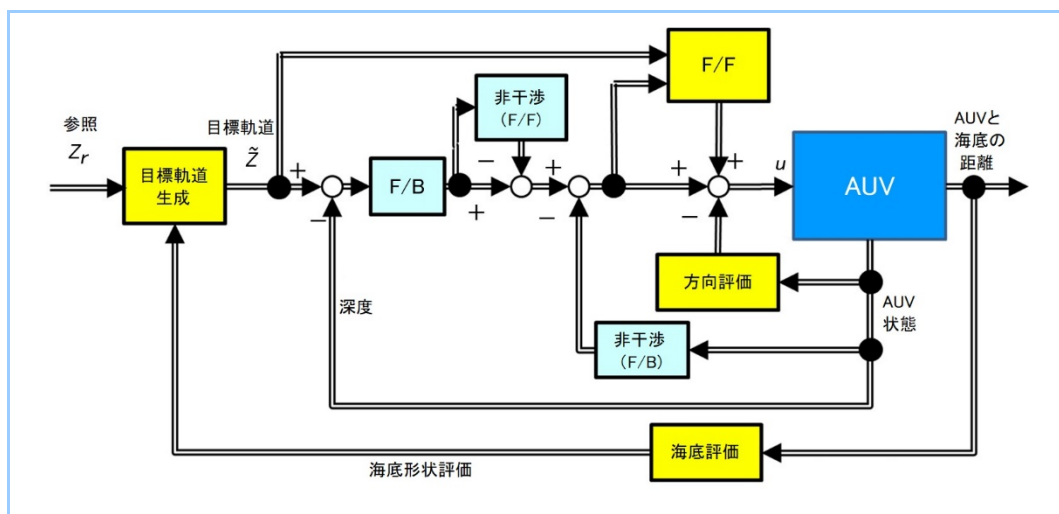 F/F
非干渉
(F/F)
参照
Zr
目標軌道
Z̃
AUVと
海底の
距離
目標軌道
生成
+
−
F/B
+
−
+
−
+
+
−
u
AUV
方向評価
深度
AUV
状態
非干渉
(F/B)
海底評価
海底形状評価